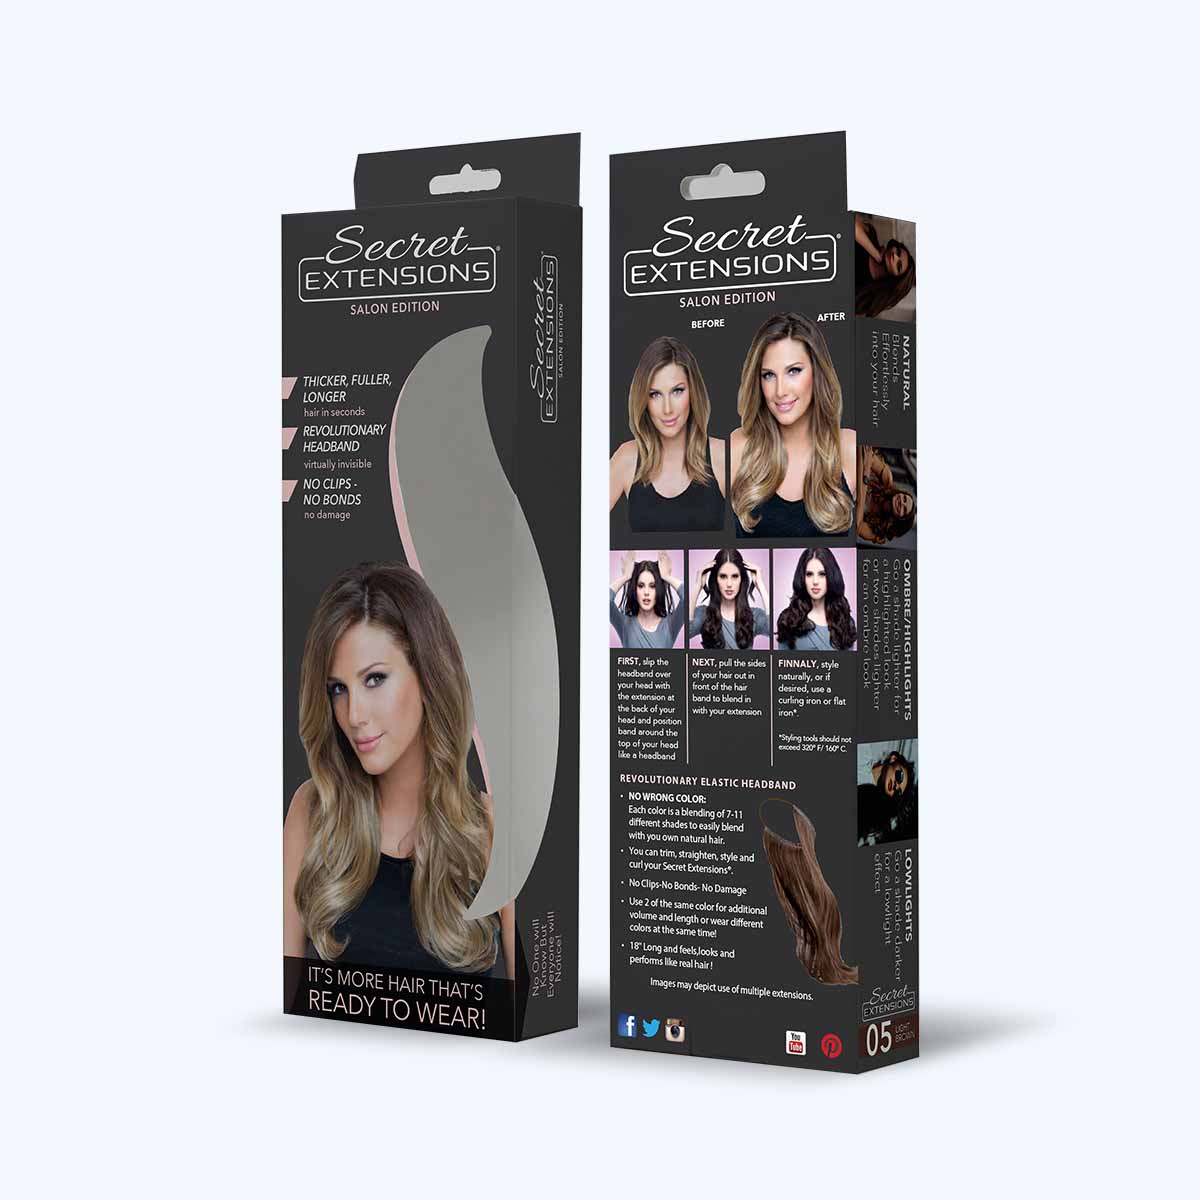 Secret
EXTENSIONS®
SALON EDITION
THICKER, FULLER,
LONGER
hair in seconds
REVOLUTIONARY
HEADBAND
virtually invisible
NO CLIPS -
NO BONDS
no damage
IT'S MORE HAIR THAT'S
READY TO WEAR!
Secret
EXTENSIONS®
SALON EDITION
No One will
Know But
Everyone will
Notice!
Secret
EXTENSIONS®
SALON EDITION
BEFORE
AFTER
FIRST, slip the
headband over
your head with
the extension at
the back of your
head and position
band around the
top of your head
like a headband
NEXT, pull the sides
of your hair out in
front of the hair
band to blend in
with your extension
FINNALY, style
naturally, or if
desired, use a
curling iron or flat
iron*.
*Styling tools should not
exceed 320° F/ 160° C.
REVOLUTIONARY ELASTIC HEADBAND
• NO WRONG COLOR:
Each color is a blending of 7-11
different shades to easily blend
with you own natural hair.
• You can trim, straighten, style and
curl your Secret Extensions*.
• No Clips-No Bonds- No Damage
• Use 2 of the same color for additional
volume and length or wear different
colors at the same time!
• 18" Long and feels,looks and
performs like real hair !
Images may depict use of multiple extensions.
You
Tube
NATURAL
Blends
Effortlessly
into your hair
OMBRE/HIGHLIGHTS
Go a shade lighter for
a highlighted look
or two shades lighter
for an ombre look
LOWLIGHTS
Go a shade darker
for a lowlight
effect
Secret
EXTENSIONS
05 LIGHT
BROWN